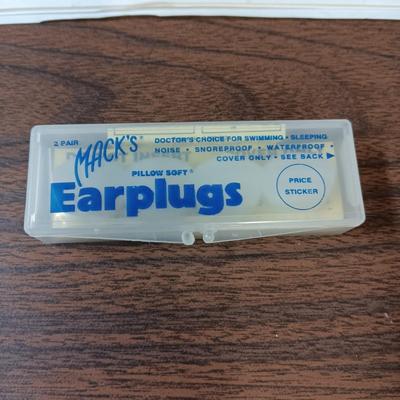 2 PAIR
MACK'S®
DOCTOR'S CHOICE FOR SWIMMING • SLEEPING
NOISE • SNOREPROOF • WATERPROOF •
COVER ONLY • SEE BACK ▶
PILLOW SOFT®
Earplugs
PRICE
STICKER